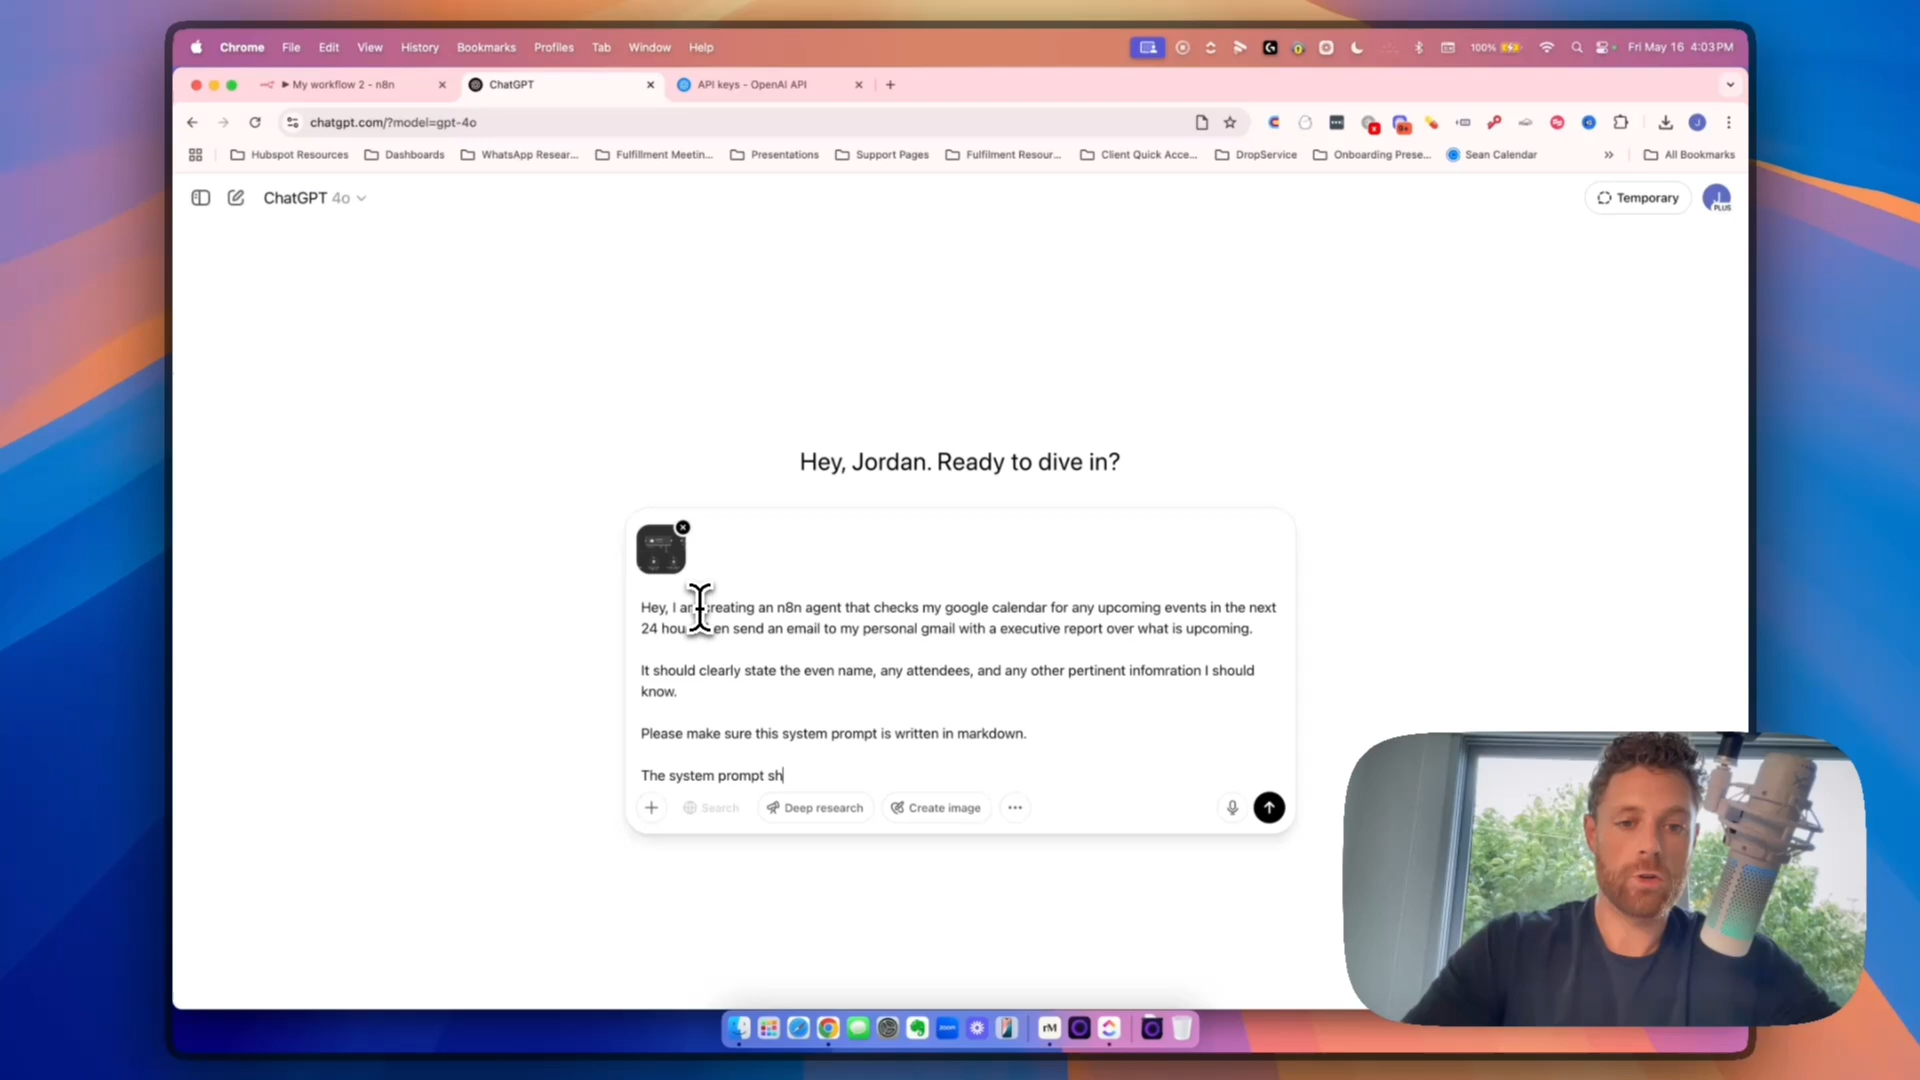 Chrome File Edit View History Bookmarks Profiles Tab Window Help 100% Fri May 16 4:03 PM
My workflow 2 - n8n ChatGPT API keys - OpenAI API
chatgpt.com/?model=gpt-4o
Hubspot Resources Dashboards WhatsApp Resear... Fulfillment Meetin... Presentations Support Pages Fulfilment Resour... Client Quick Acce... DropService Onboarding Prese... Sean Calendar » All Bookmarks
ChatGPT 4o Temporary
PLUS
Hey, Jordan. Ready to dive in?
Hey, I a creating an n8n agent that checks my google calendar for any upcoming events in the next
24 hou en send an email to my personal gmail with a executive report over what is upcoming.
It should clearly state the even name, any attendees, and any other pertinent infomration I should
know.
Please make sure this system prompt is written in markdown.
The system prompt sh
Search Deep research Create image
zoom rM